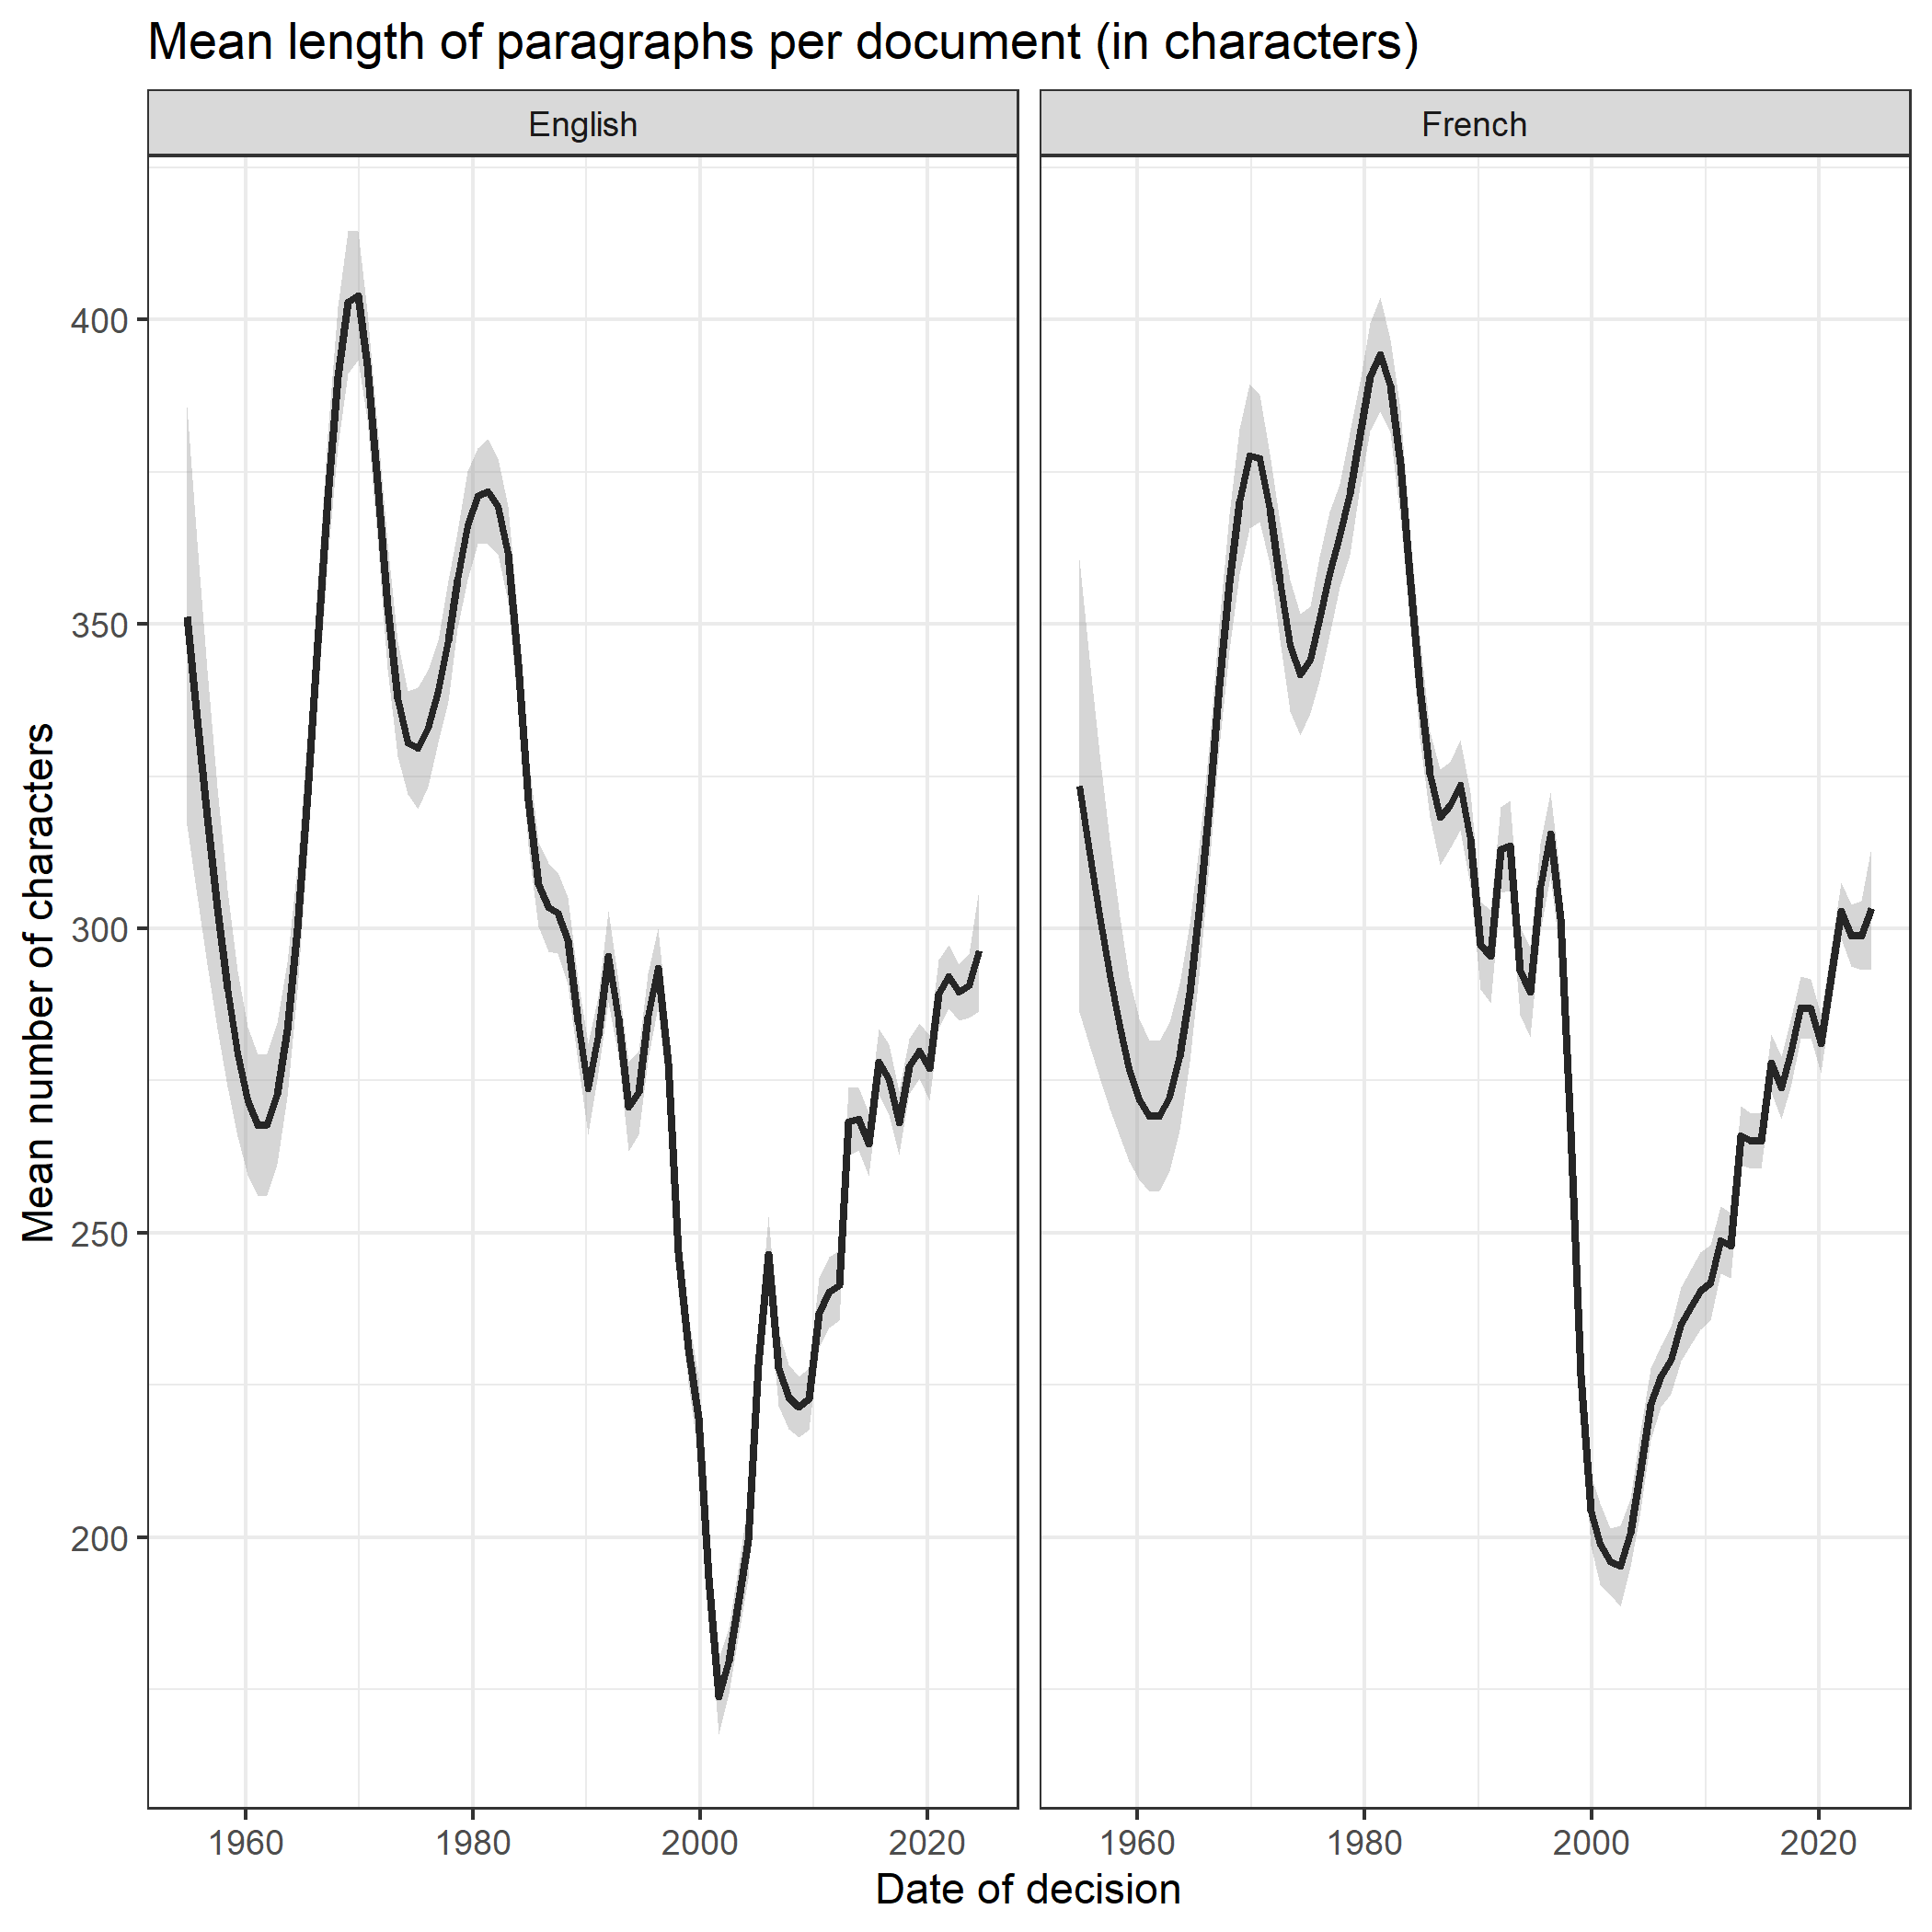 Mean length of paragraphs per document (in characters)
English
French
Mean number of characters
400
350
300
250
200
1960
1980
2000
2020
1960
1980
2000
2020
Date of decision